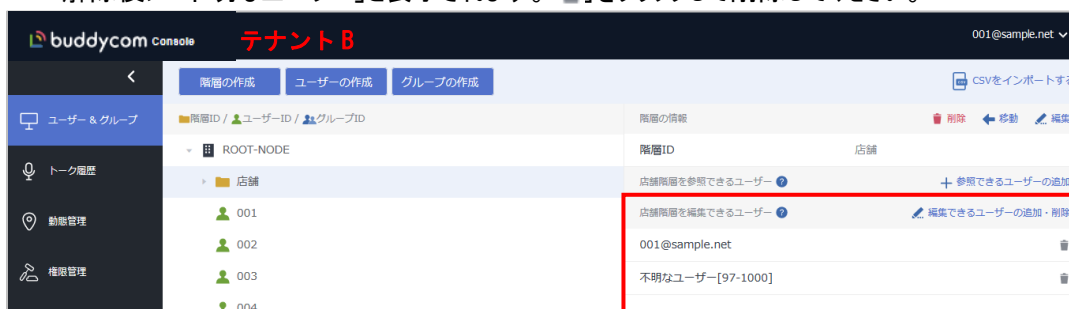 buddycom Console テナントB 001@sample.net
階層の作成 ユーザーの作成 グループの作成 CSVをインポートする
ユーザー & グループ
トーク履歴
動態管理
権限管理
階層ID / ユーザーID / グループID
ROOT-NODE
店舗
001
002
003
004
階層の情報 削除 移動 編集
階層ID 店舗
店舗階層を参照できるユーザー ? 参照できるユーザーの追加
店舗階層を編集できるユーザー ? 編集できるユーザーの追加・削除
001@sample.net
不明なユーザー[97-1000]